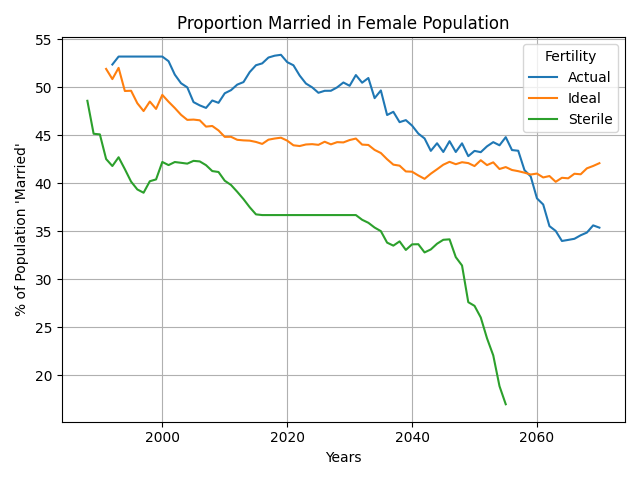 Proportion Married in Female Population
% of Population 'Married'
55
50
45
40
35
30
25
20
Fertility
Actual
Ideal
Sterile
2000 2020 2040 2060
Years